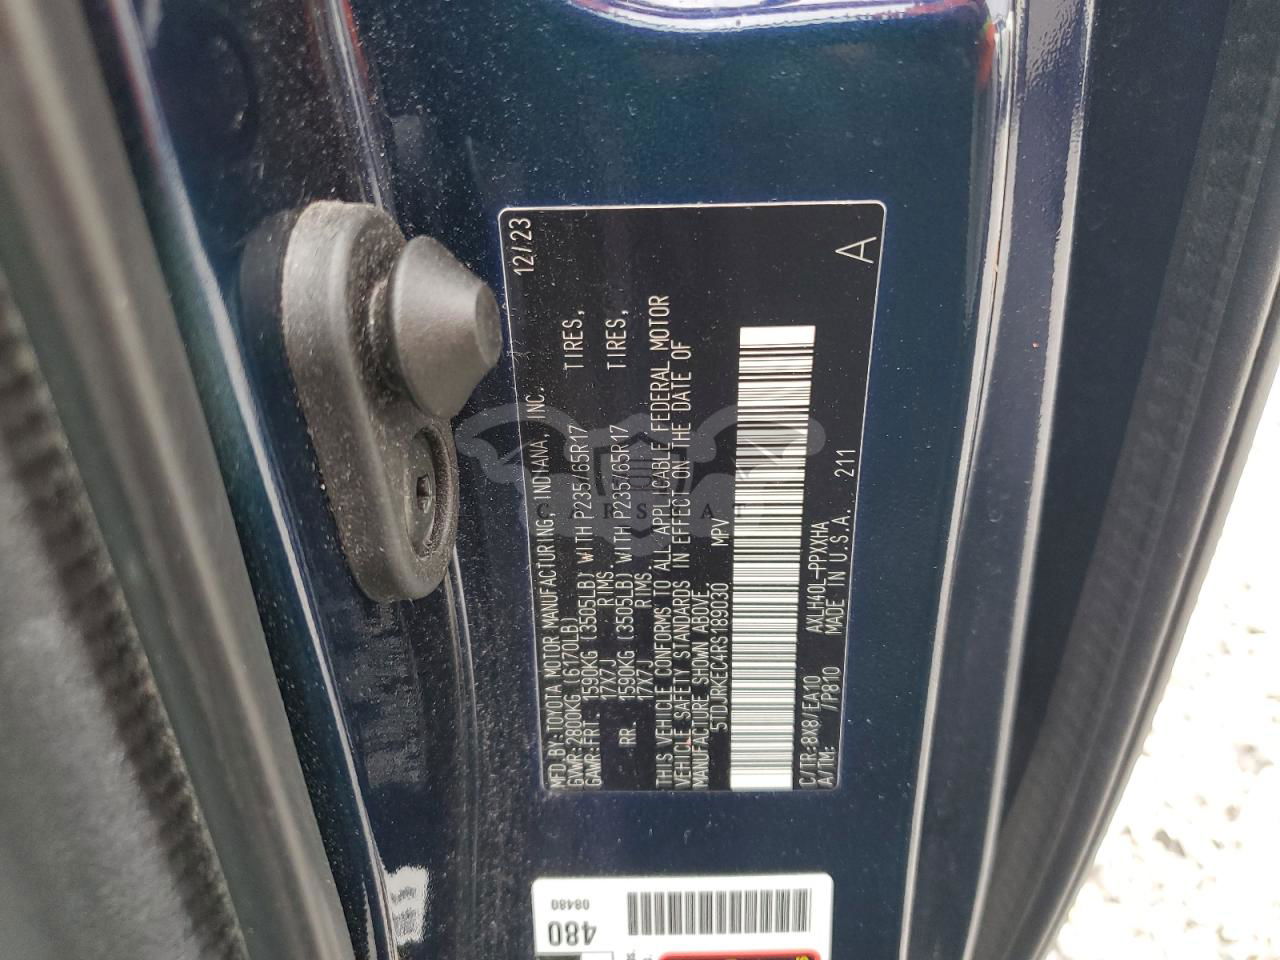 MFD.BY:TOYOTA MOTOR MANUFACTURING, INDIANA, INC. 12/23
GVWR:2800KG (6170LB)
GAWR:FRT. 1590KG (3505LB) WITH P235/65R17 TIRES,
17X7J RIMS.
RR. 1590KG (3505LB) WITH P235/65R17 TIRES,
17X7J RIMS.
THIS VEHICLE CONFORMS TO ALL APPLICABLE FEDERAL MOTOR
VEHICLE SAFETY STANDARDS IN EFFECT ON THE DATE OF
MANUFACTURE SHOWN ABOVE.
5TDJRKEC4RS189030 MPV
C/TR:8X8/EA10 AXLH40L-PPXXHA
A/TM: /P810 MADE IN U.S.A. 211 A
480
08480